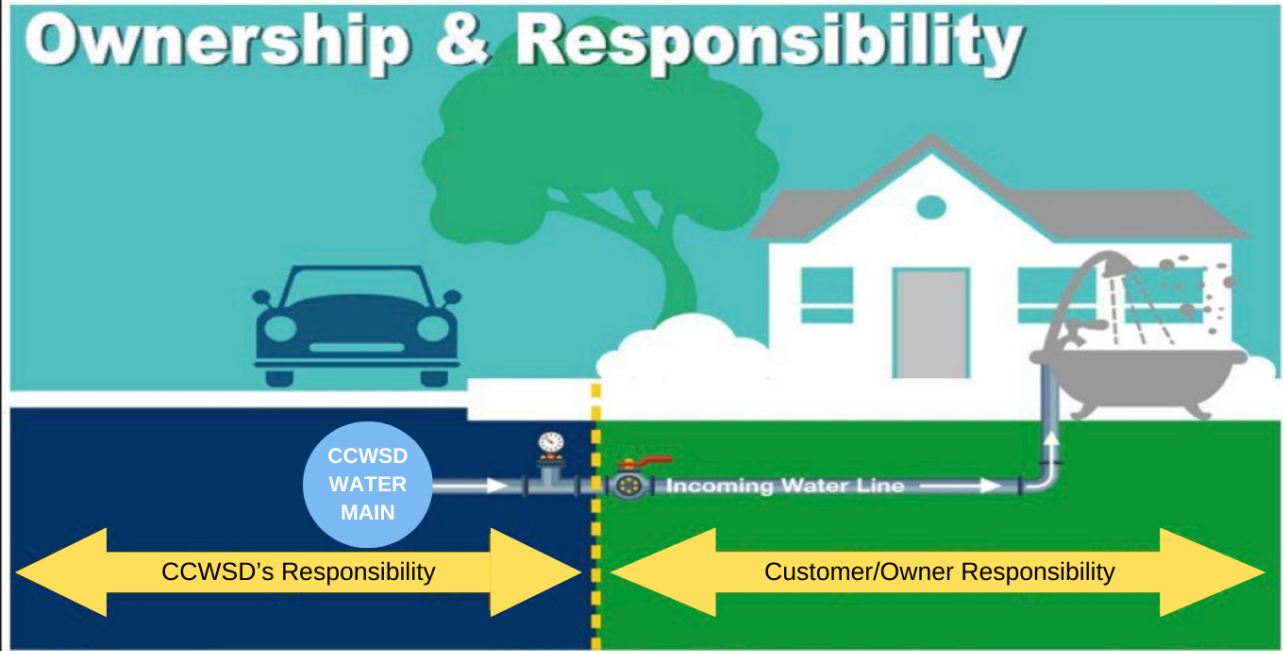 Ownership & Responsibility
CCWSD
WATER
MAIN
Incoming Water Line
CCWSD's Responsibility
Customer/Owner Responsibility